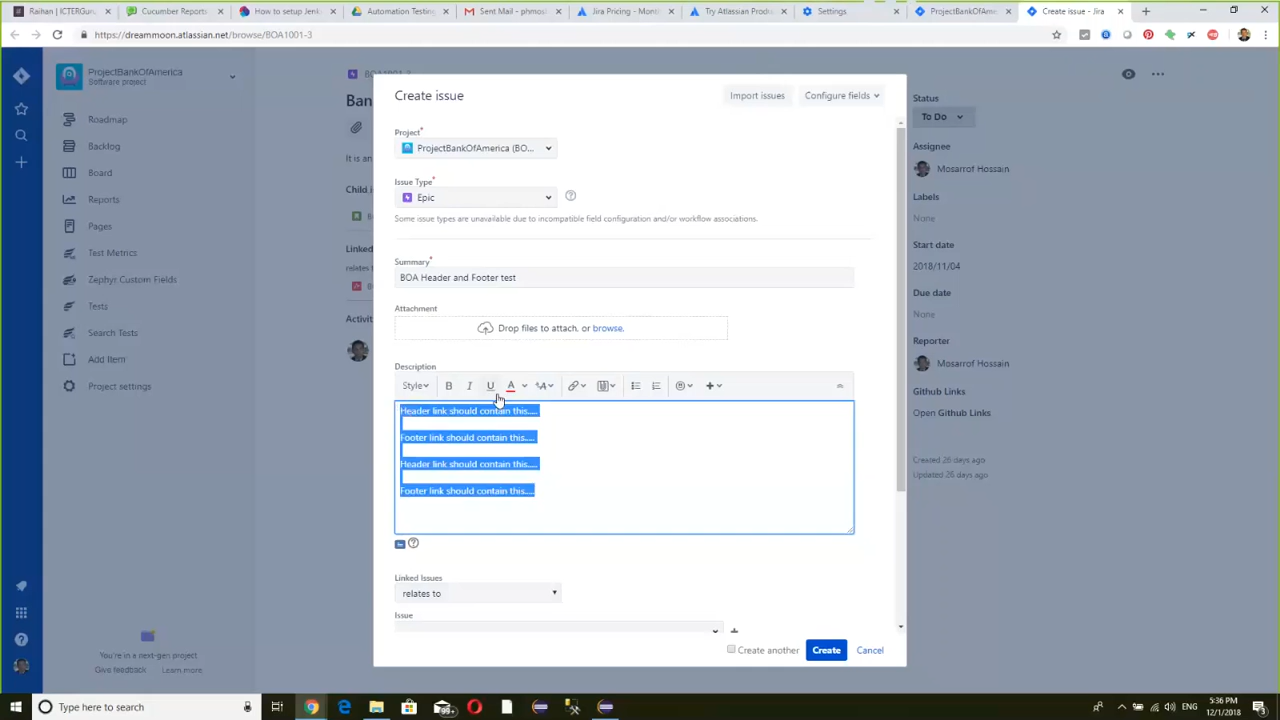 Raihan | ICTERGuru
Cucumber Reports
How to setup Jenk
Automation Testing
Sent Mail - phmosa
Jira Pricing - Month
Try Atlassian Produ
Settings
ProjectBankOfAme
Create issue - Jira
https://dreammoon.atlassian.net/browse/BOA1001-3
ProjectBankOfAmerica
Software project
Roadmap
Backlog
Board
Reports
Pages
Test Metrics
Zephyr Custom Fields
Tests
Search Tests
Add Item
Project settings
You're in a next-gen project
Give feedback
Learn more
Ban
It is an
Child i
Linked
relates t
Activit
Create issue
Import issues
Configure fields
Project*
ProjectBankOfAmerica (BO...
Issue Type*
Epic
Some issue types are unavailable due to incompatible field configuration and/or workflow associations.
Summary*
BOA Header and Footer test
Attachment
Drop files to attach, or browse.
Description
Style
B I U A
Header link should contain this.....
Footer link should contain this.....
Header link should contain this.....
Footer link should contain this.....
Linked Issues
relates to
Issue
Create another
Create
Cancel
Status
To Do
Assignee
Mosarrof Hossain
Labels
None
Start date
2018/11/04
Due date
None
Reporter
Mosarrof Hossain
Github Links
Open Github Links
Created 26 days ago
Updated 26 days ago
Type here to search
99+
ENG
5:36 PM
12/1/2018